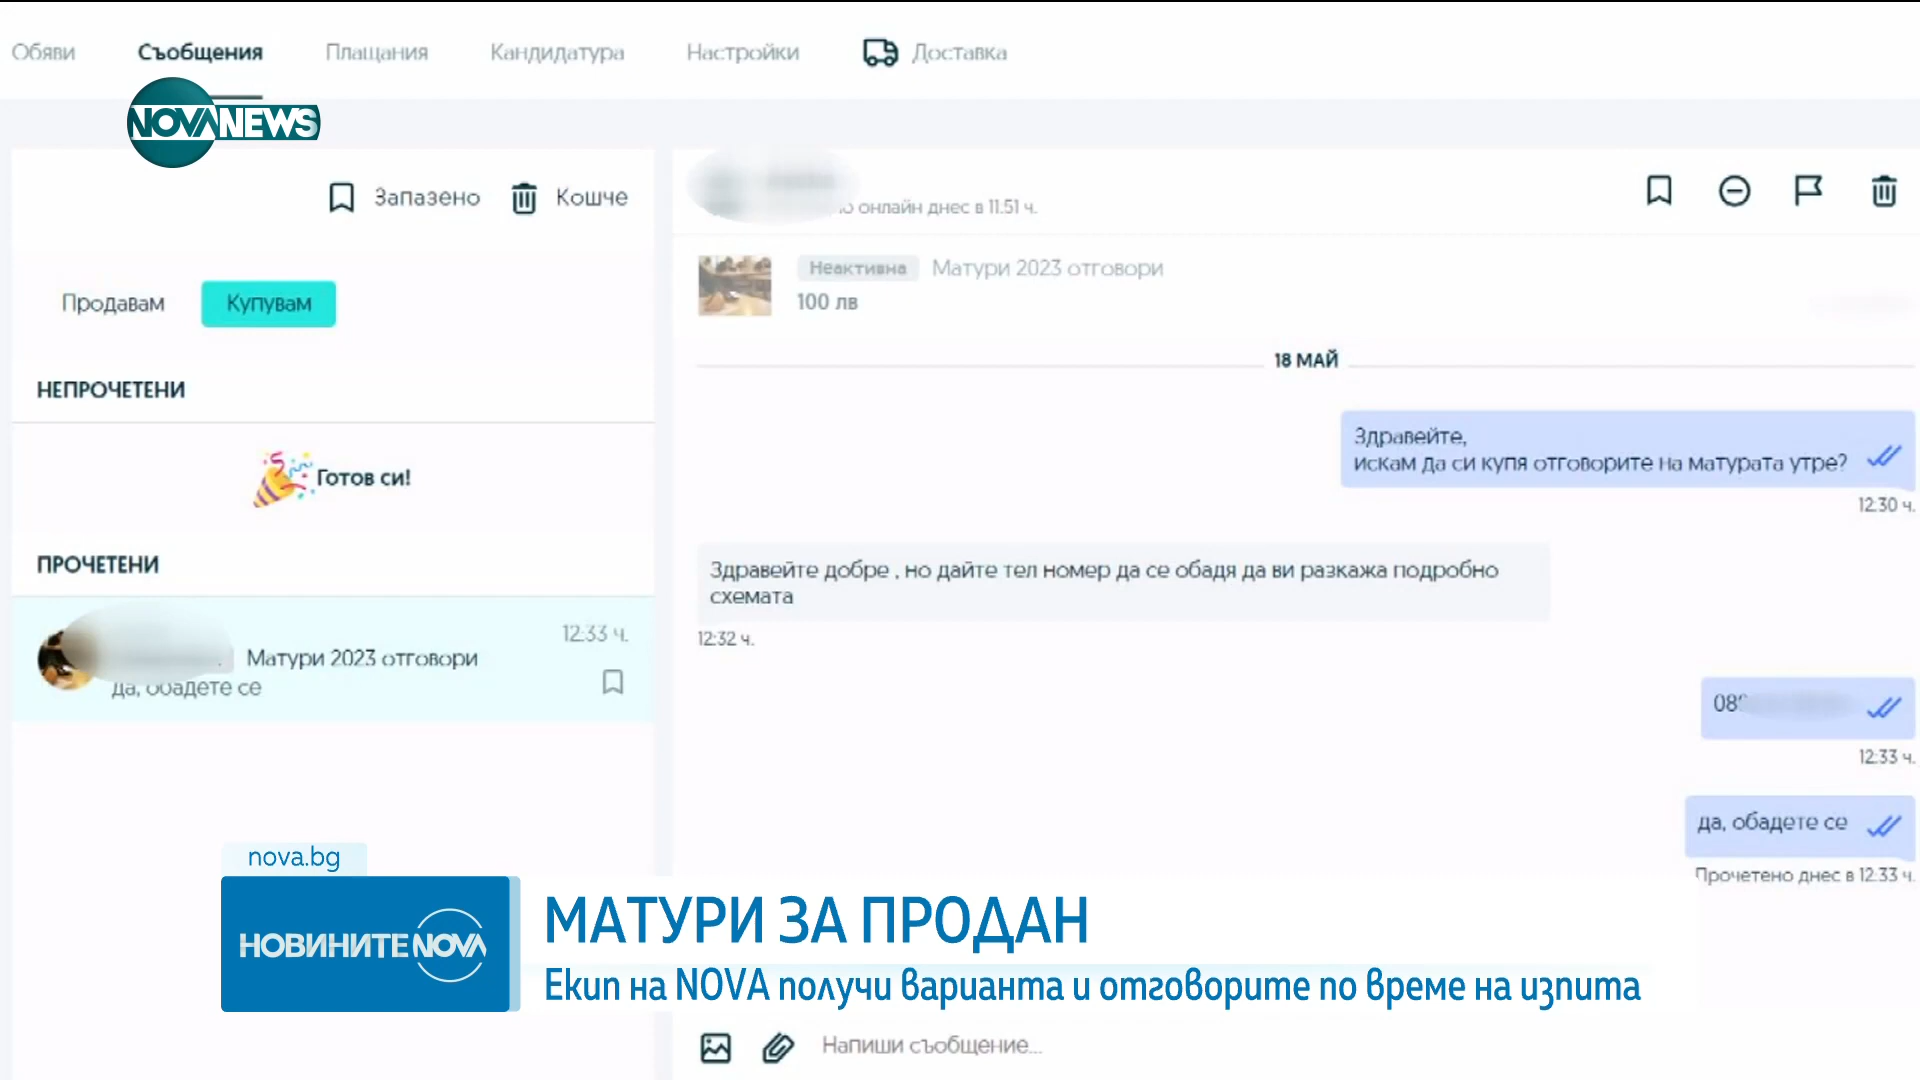 Обяви Съобщения Плащания Кандидатура Настройки Доставка
NOVANEWS
Запазено Кошче
онлайн днес в 11.51 ч.
Неактивна Матури 2023 отговори
100 лв
Продавам Купувам
18 МАЙ
НЕПРОЧЕТЕНИ
Здравейте,
искам да си купя отговорите на матурата утре?
12:30 ч.
Готов си!
ПРОЧЕТЕНИ
Здравейте добре , но дайте тел номер да се обадя да ви разкажа подробно
схемата
12:32 ч.
12:33 ч.
Матури 2023 отговори
да, обадете се
08
12:33 ч.
да, обадете се
Прочетено днес в 12:33 ч.
nova.bg
НОВИНИТЕ NOVA
МАТУРИ ЗА ПРОДАН
Екип на NOVA получи варианта и отговорите по време на изпита
Напиши съобщение...